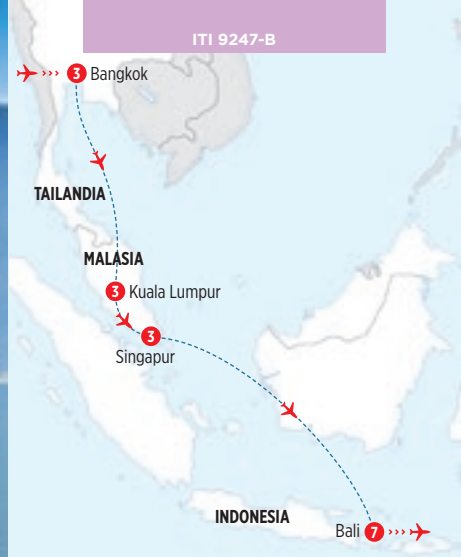 ITI 9247-B
3 Bangkok
TAILANDIA
MALASIA
3 Kuala Lumpur
3
Singapur
INDONESIA
Bali 7